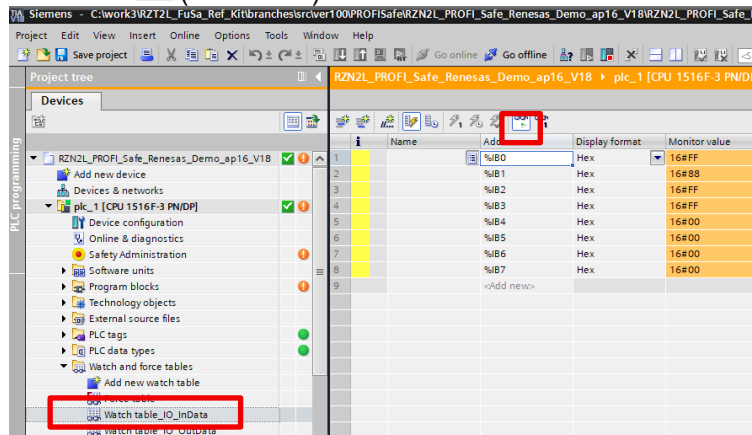 Siemens - C:\work3\RZT2L_FuSa_Ref_Kit\branches\src\ver100\PROFISafe\RZN2L_PROFI_Safe_Renesas_Demo_ap16_V18\RZN2L_PROFI_Safe_
Project Edit View Insert Online Options Tools Window Help
Save project Go online Go offline
Project tree
RZN2L_PROFI_Safe_Renesas_Demo_ap16_V18 ▸ plc_1 [CPU 1516F-3 PN/D
Devices
PLC programming
RZN2L_PROFI_Safe_Renesas_Demo_ap16_V18
Add new device
Devices & networks
plc_1 [CPU 1516F-3 PN/DP]
Device configuration
Online & diagnostics
Safety Administration
Software units
Program blocks
Technology objects
External source files
PLC tags
PLC data types
Watch and force tables
Add new watch table
Force table
Watch table_IO_InData
Watch table_IO_OutData
i Name Add Display format Monitor value
1 %IB0 Hex 16#FF
2 %IB1 Hex 16#88
3 %IB2 Hex 16#FF
4 %IB3 Hex 16#FF
5 %IB4 Hex 16#00
6 %IB5 Hex 16#00
7 %IB6 Hex 16#00
8 %IB7 Hex 16#00
9 <Add new>